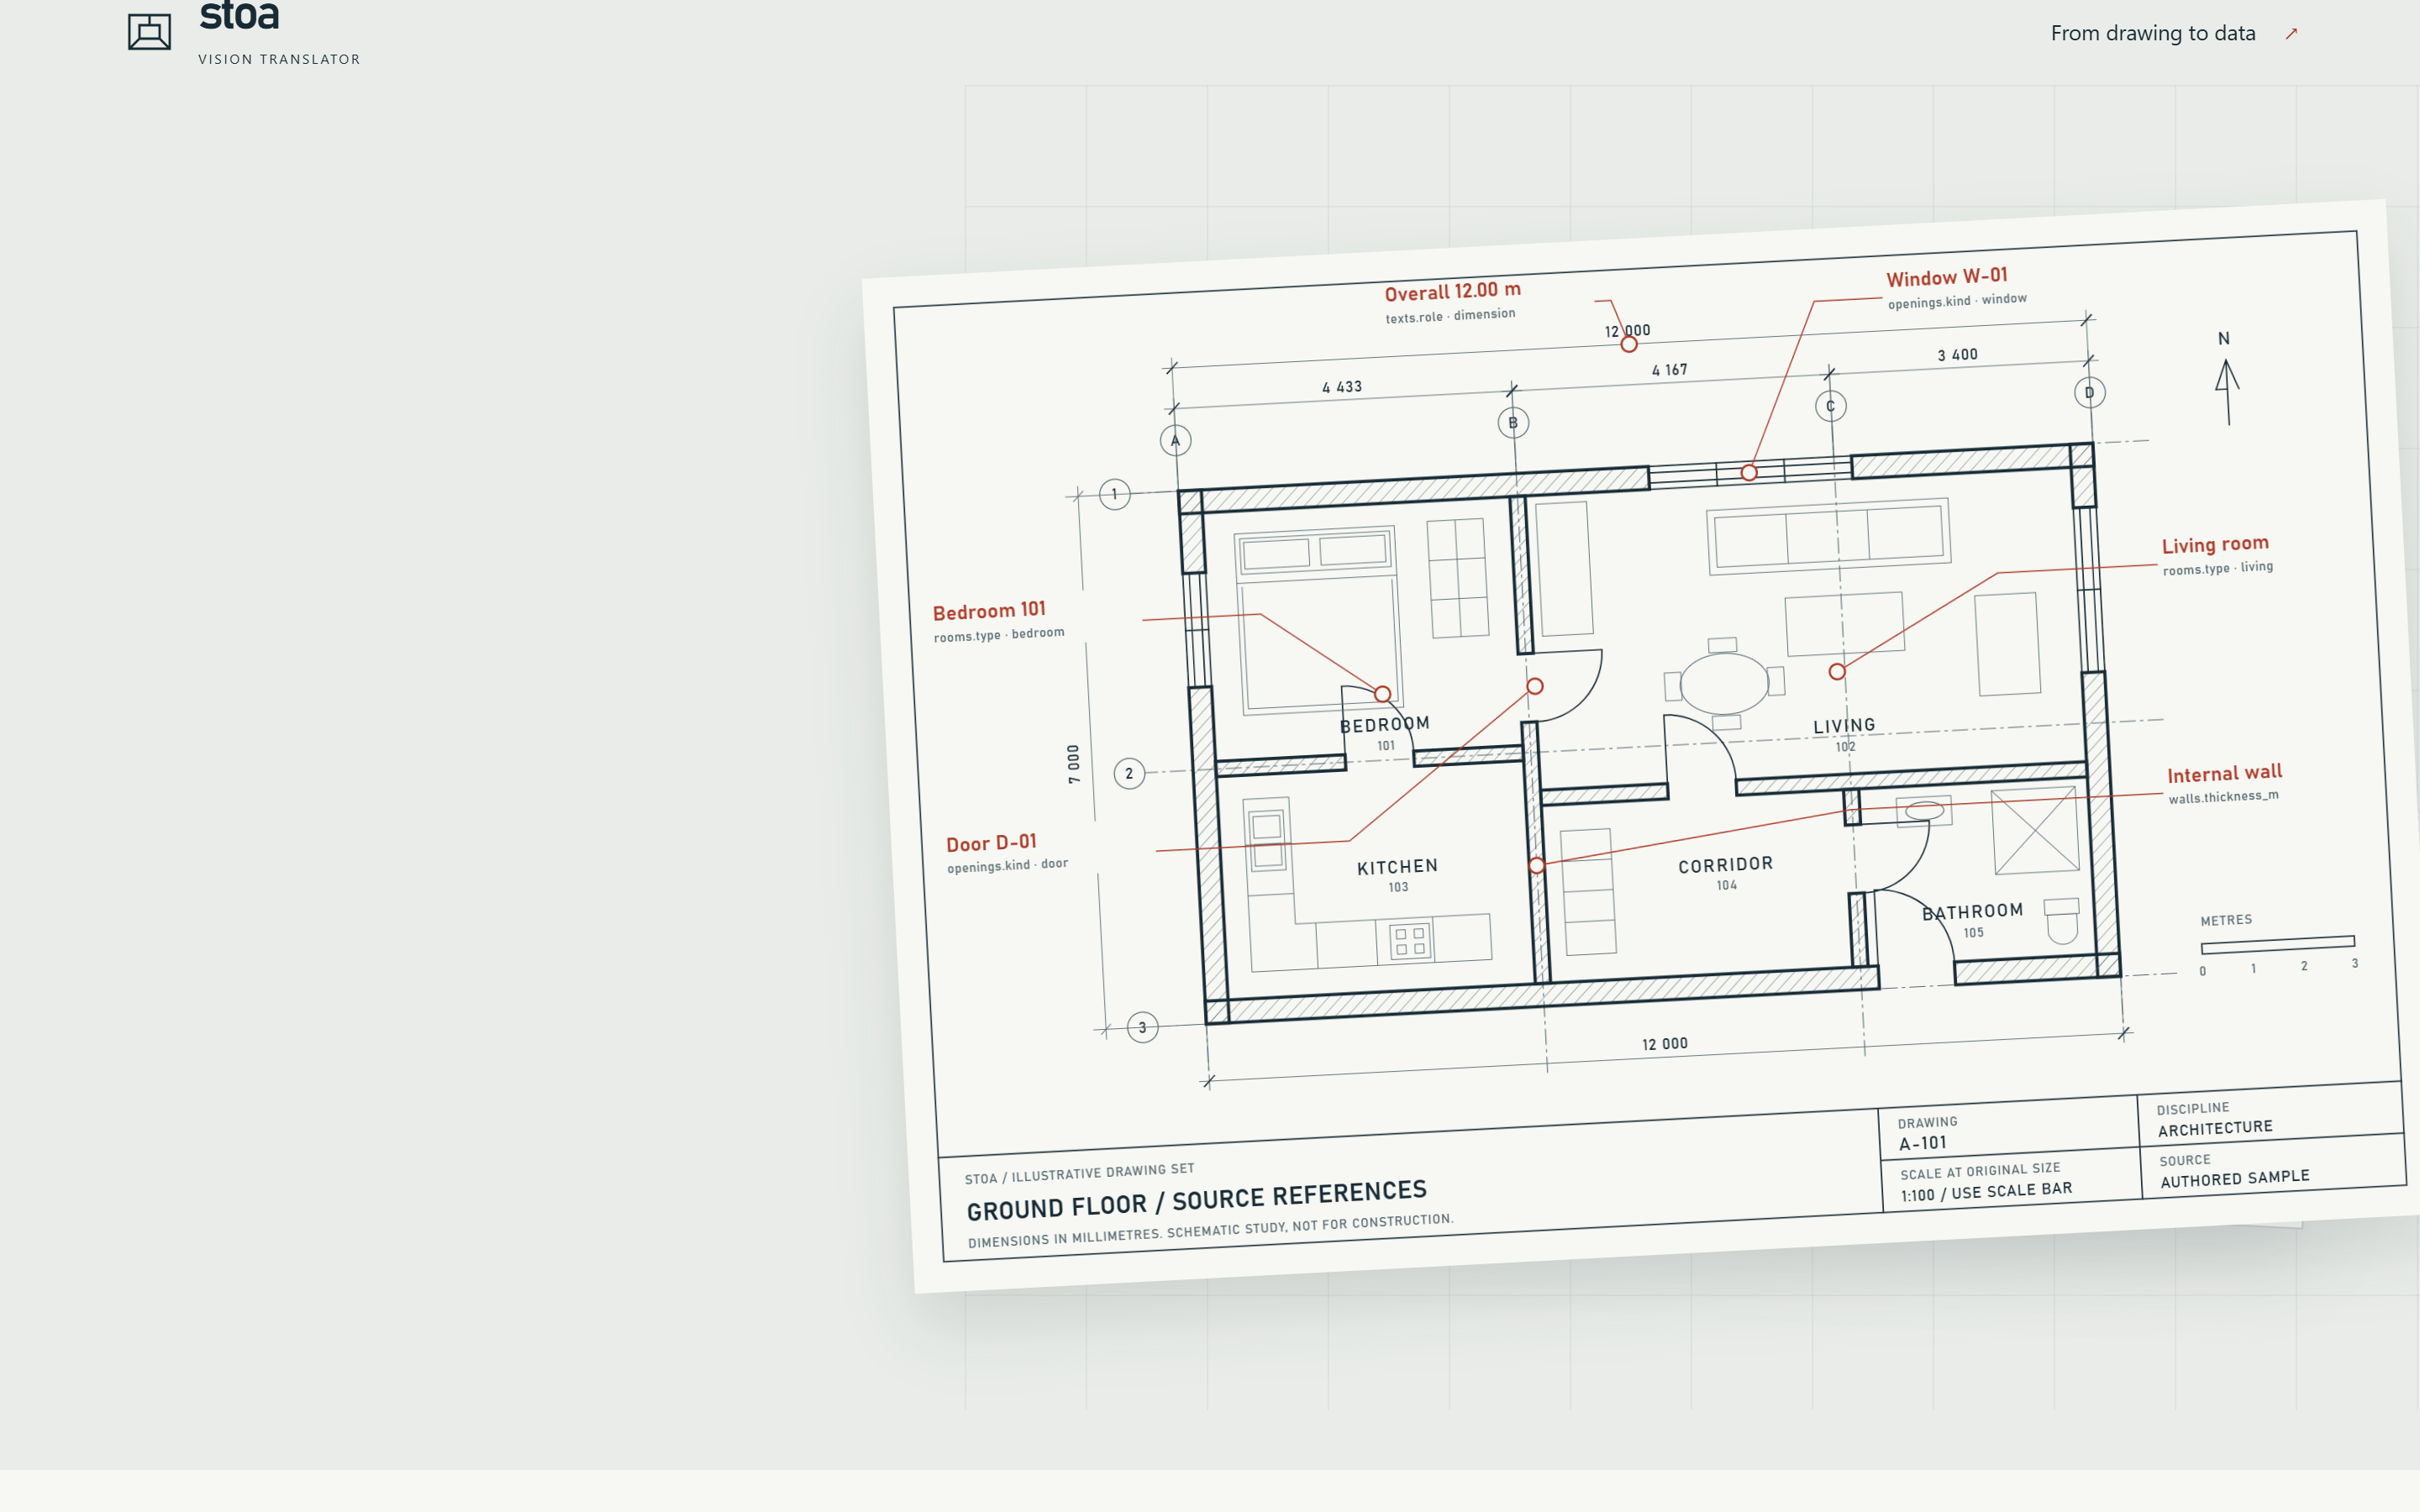 stoa
VISION TRANSLATOR
From drawing to data ↗
Overall 12.00 m
texts.role · dimension
Window W-01
openings.kind · window
12 000
4 433
4 167
3 400
N
A
B
C
D
1
Living room
rooms.type · living
Bedroom 101
rooms.type · bedroom
BEDROOM
101
LIVING
102
7 000
2
Internal wall
walls.thickness_m
Door D-01
openings.kind · door
KITCHEN
103
CORRIDOR
104
BATHROOM
105
METRES
0 1 2 3
3
12 000
STOA / ILLUSTRATIVE DRAWING SET
GROUND FLOOR / SOURCE REFERENCES
DIMENSIONS IN MILLIMETRES. SCHEMATIC STUDY, NOT FOR CONSTRUCTION.
DRAWING
A-101
DISCIPLINE
ARCHITECTURE
SCALE AT ORIGINAL SIZE
1:100 / USE SCALE BAR
SOURCE
AUTHORED SAMPLE